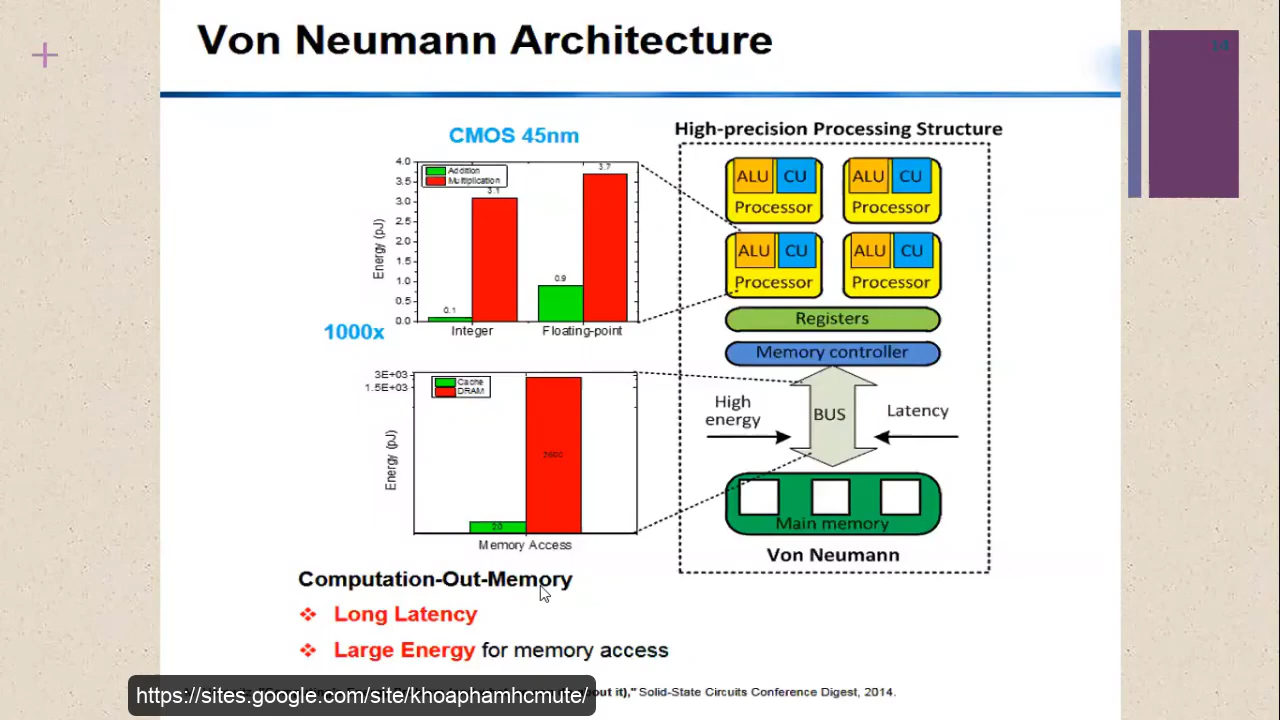 Von Neumann Architecture
14
CMOS 45nm
High-precision Processing Structure
4.0
3.5
3.0
2.5
2.0
1.5
1.0
0.5
0.0
Energy (pJ)
Addition
Multiplication
0.1
3.1
0.9
3.7
Integer
Floating-point
1000x
ALU CU
Processor
ALU CU
Processor
ALU CU
Processor
ALU CU
Processor
Registers
Memory controller
3E+03
1.5E+03
Energy (pJ)
Cache
DRAM
Memory Access
High
energy
BUS
Latency
Main memory
Von Neumann
Computation-Out-Memory
Long Latency
Large Energy for memory access
bout it)," Solid-State Circuits Conference Digest, 2014.
https://sites.google.com/site/khoaphamhcmute/